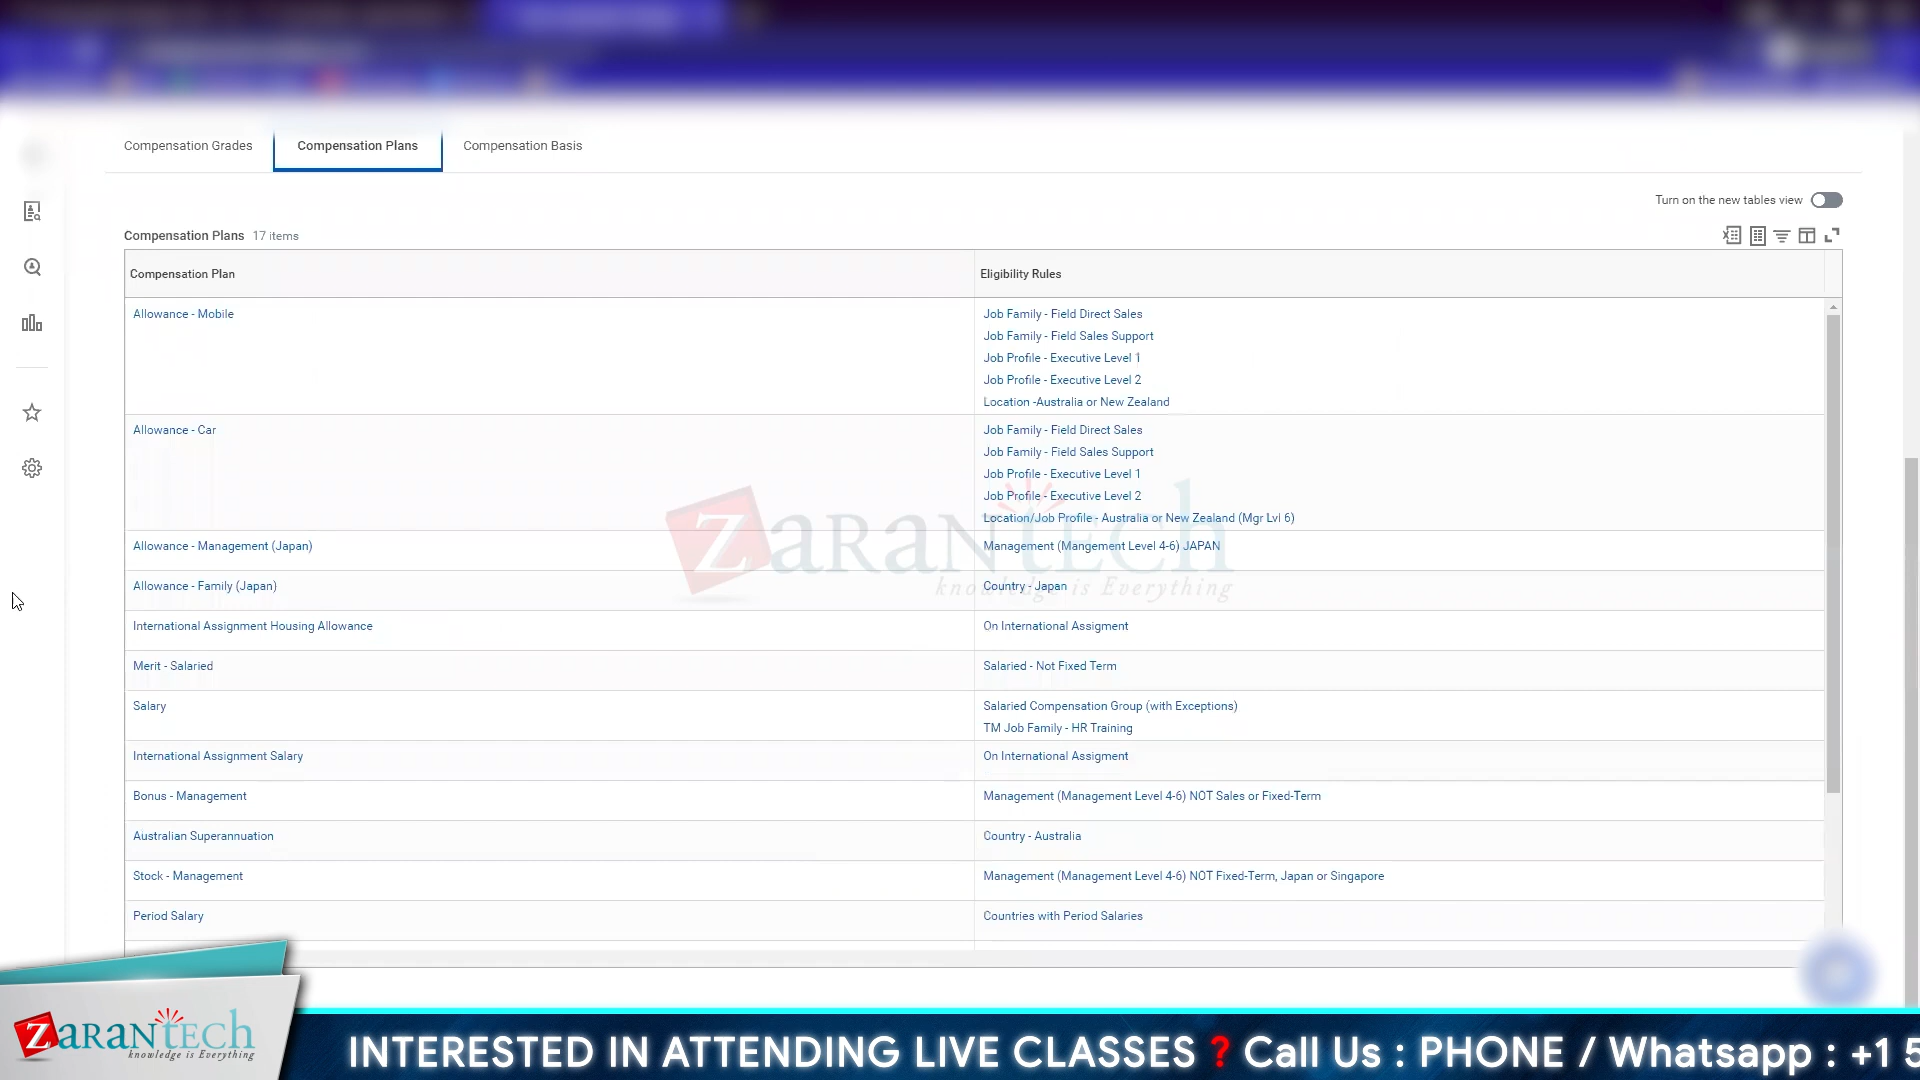 Compensation Grades
Compensation Plans
Compensation Basis
Turn on the new tables view
Compensation Plans 17 items
Compensation Plan
Eligibility Rules
Allowance - Mobile
Job Family - Field Direct Sales
Job Family - Field Sales Support
Job Profile - Executive Level 1
Job Profile - Executive Level 2
Location -Australia or New Zealand
Allowance - Car
Job Family - Field Direct Sales
Job Family - Field Sales Support
Job Profile - Executive Level 1
Job Profile - Executive Level 2
Location/Job Profile - Australia or New Zealand (Mgr Lvl 6)
Allowance - Management (Japan)
Management (Mangement Level 4-6) JAPAN
Allowance - Family (Japan)
Country - Japan
International Assignment Housing Allowance
On International Assigment
Merit - Salaried
Salaried - Not Fixed Term
Salary
Salaried Compensation Group (with Exceptions)
TM Job Family - HR Training
International Assignment Salary
On International Assigment
Bonus - Management
Management (Management Level 4-6) NOT Sales or Fixed-Term
Australian Superannuation
Country - Australia
Stock - Management
Management (Management Level 4-6) NOT Fixed-Term, Japan or Singapore
Period Salary
Countries with Period Salaries
ZaranTech
knowledge is Everything
ZaranTech
knowledge is Everything
INTERESTED IN ATTENDING LIVE CLASSES ❓ Call Us : PHONE / Whatsapp : +1 5